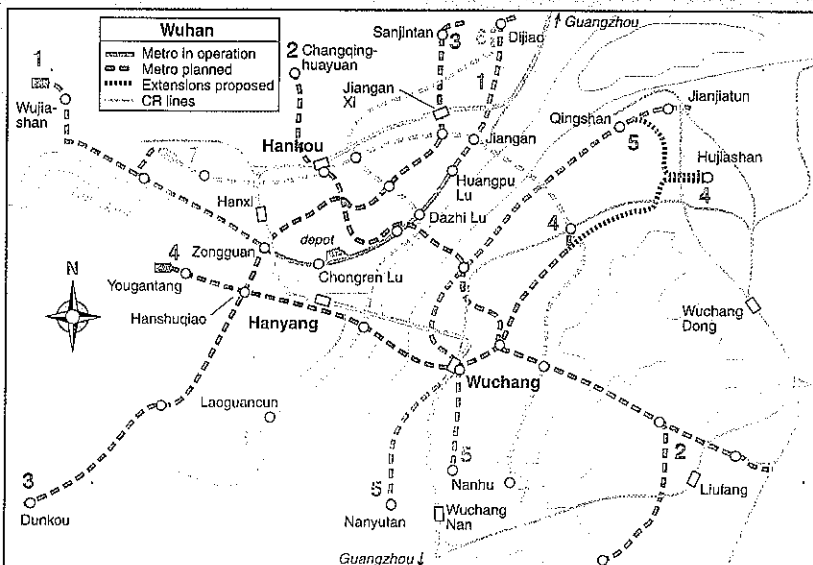 Wuhan
Metro in operation
Metro planned
Extensions proposed
CR lines
1
Wujia-
shan
2 Changqing-
huayuan
Sanjintan
3
6
Dijiao
↑ Guangzhou
1
Jiangan
Xi
Hankou
Jiangan
Qingshan
Jianjiatun
5
Hujiashan
4
7
Hanxi
Huangpu
Lu
Dazhi Lu
4
Zongguan
depot
4
Chongren Lu
Yougantang
N
Hanshuqiao
Hanyang
Wuchang
Dong
Wuchang
Laoguancun
3
Dunkou
5
5
Nanhu
2
Nanyutan
Wuchang
Nan
Liufang
Guangzhou ↓